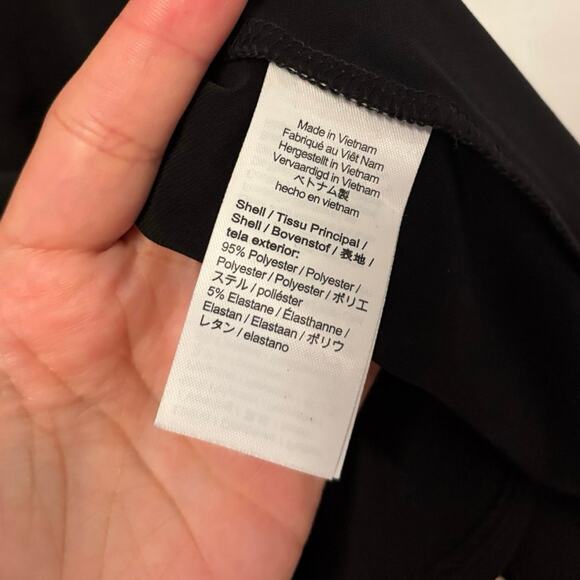 Made in Vietnam
Fabriqué au Viêt Nam
Hergestellt in Vietnam
Vervaardigd in Vietnam
ベトナム製
hecho en vietnam
Shell / Tissu Principal /
Shell / Bovenstof / 表地 /
tela exterior:
95% Polyester / Polyester /
Polyester / Polyester / ポリエ
ステル / poliéster
5% Elastane / Élasthanne /
Elastan / Elastaan / ポリウ
レタン / elastano